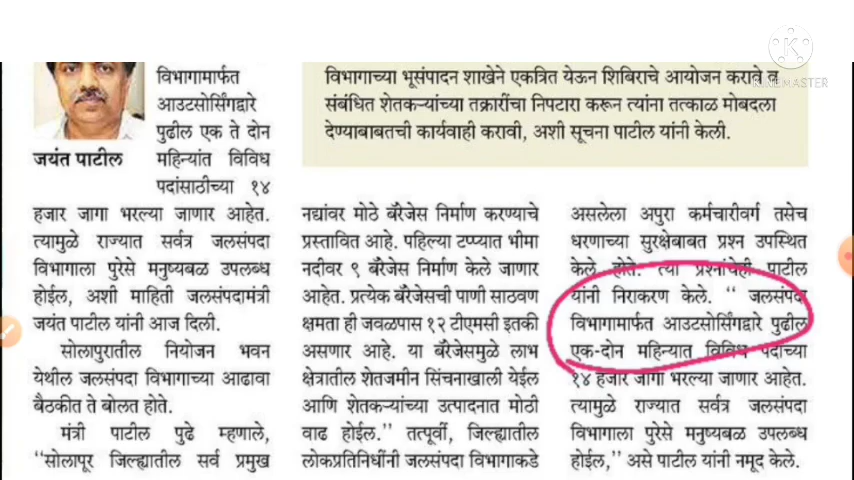 विभागामार्फत
आउटसोर्सिंगद्वारे
पुढील एक ते दोन
महिन्यांत विविध
पदांसाठीच्या १४
जयंत पाटील
हजार जागा भरल्या जाणार आहेत.
त्यामुळे राज्यात सर्वत्र जलसंपदा
विभागाला पुरेसे मनुष्यबळ उपलब्ध
होईल, अशी माहिती जलसंपदामंत्री
जयंत पाटील यांनी आज दिली.
सोलापुरातील नियोजन भवन
येथील जलसंपदा विभागाच्या आढावा
बैठकीत ते बोलत होते.
मंत्री पाटील पुढे म्हणाले,
‘‘सोलापूर जिल्ह्यातील सर्व प्रमुख
विभागाच्या भूसंपादन शाखेने एकत्रित येऊन शिबिराचे आयोजन करावे व
संबंधित शेतकऱ्यांच्या तक्रारींचा निपटारा करून त्यांना तत्काळ मोबदला
देण्याबाबतची कार्यवाही करावी, अशी सूचना पाटील यांनी केली.
नद्यांवर मोठे बॅरेजेस निर्माण करण्याचे
प्रस्तावित आहे. पहिल्या टप्प्यात भीमा
नदीवर ९ बॅरेजेस निर्माण केले जाणार
आहेत. प्रत्येक बॅरेजसची पाणी साठवण
क्षमता ही जवळपास १२ टीएमसी इतकी
असणार आहे. या बॅरेजेसमुळे लाभ
क्षेत्रातील शेतजमीन सिंचनाखाली येईल
आणि शेतकऱ्यांच्या उत्पादनात मोठी
वाढ होईल.’’ तत्पूर्वी, जिल्ह्यातील
लोकप्रतिनिधींनी जलसंपदा विभागाकडे
असलेला अपुरा कर्मचारीवर्ग तसेच
धरणाच्या सुरक्षेबाबत प्रश्न उपस्थित
केले होते. त्या प्रश्नांचेही पाटील
यांनी निराकरण केले. ‘‘ जलसंपदा
विभागामार्फत आउटसोर्सिंगद्वारे पुढील
एक-दोन महिन्यात विविध पदांच्या
१४ हजार जागा भरल्या जाणार आहेत.
त्यामुळे राज्यात सर्वत्र जलसंपदा
विभागाला पुरेसे मनुष्यबळ उपलब्ध
होईल,’’ असे पाटील यांनी नमूद केले.
KINEMASTER